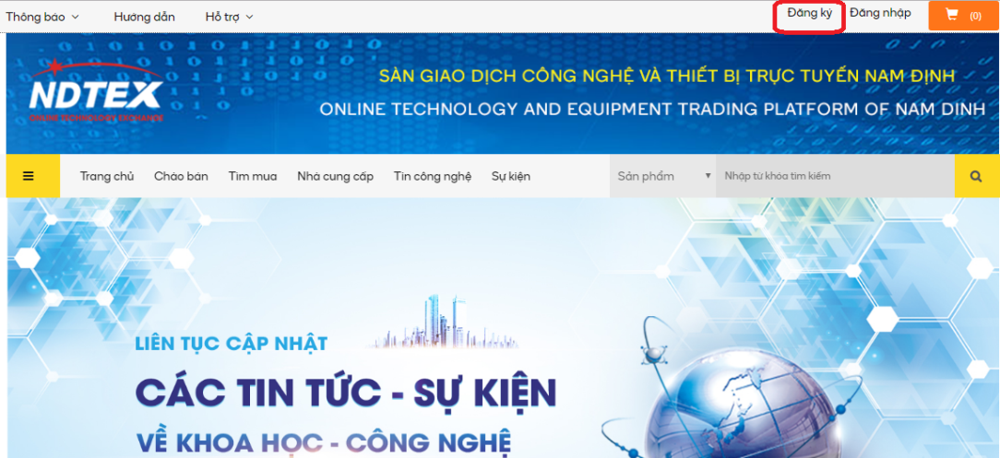 Thông báo Hướng dẫn Hỗ trợ Đăng ký Đăng nhập (0)
NDTEX
ONLINE TECHNOLOGY EXCHANGE
SÀN GIAO DỊCH CÔNG NGHỆ VÀ THIẾT BỊ TRỰC TUYẾN NAM ĐỊNH
ONLINE TECHNOLOGY AND EQUIPMENT TRADING PLATFORM OF NAM DINH
Trang chủ Chào bán Tìm mua Nhà cung cấp Tin công nghệ Sự kiện Sản phẩm Nhập từ khóa tìm kiếm
LIÊN TỤC CẬP NHẬT
CÁC TIN TỨC - SỰ KIỆN
VỀ KHOA HỌC - CÔNG NGHỆ